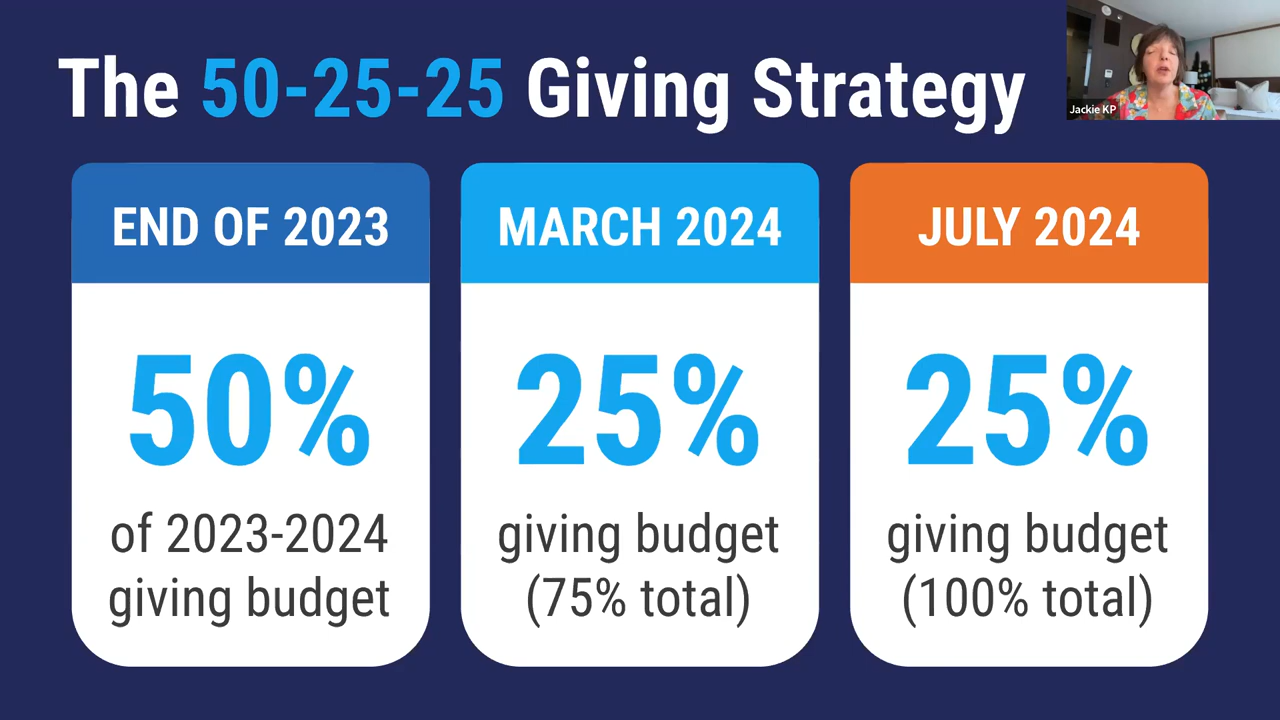 The 50-25-25 Giving Strategy
Jackie KP
END OF 2023
50%
of 2023-2024
giving budget
MARCH 2024
25%
giving budget
(75% total)
JULY 2024
25%
giving budget
(100% total)